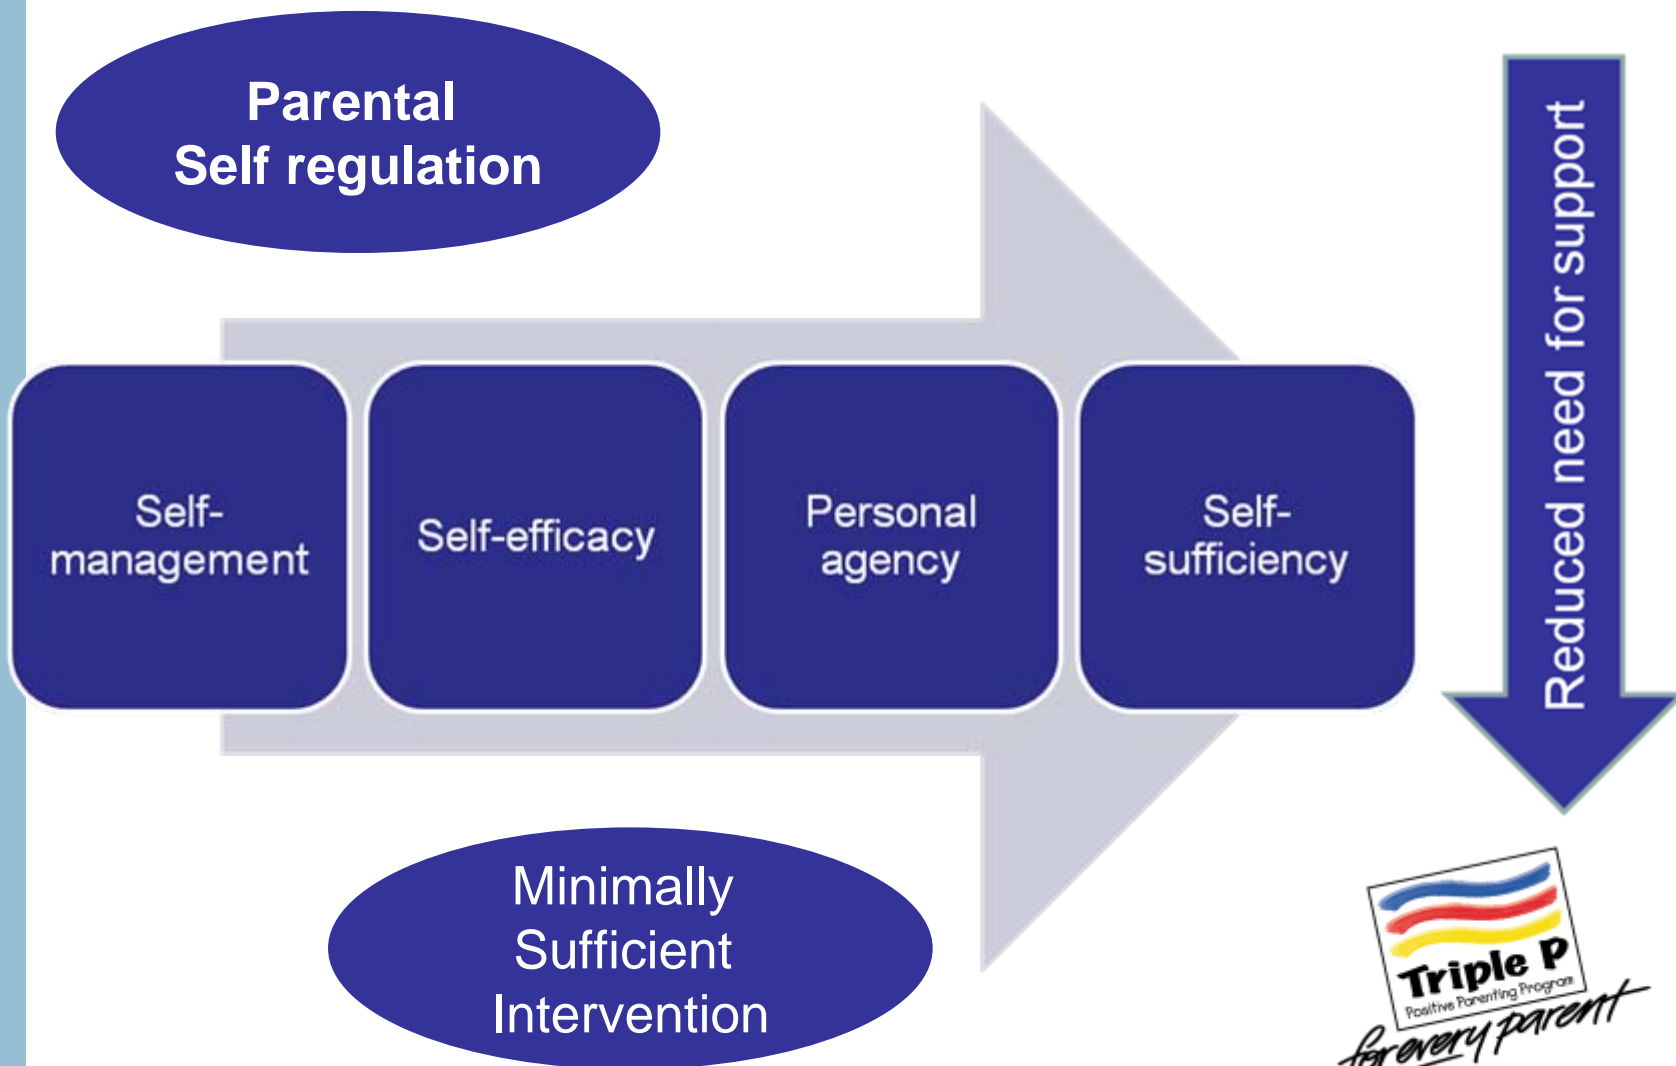 Parental
Self regulation
Self-
management
Self-efficacy
Personal
agency
Self-
sufficiency
Reduced need for support
Minimally
Sufficient
Intervention
Triple P
Positive Parenting Program
for every parent